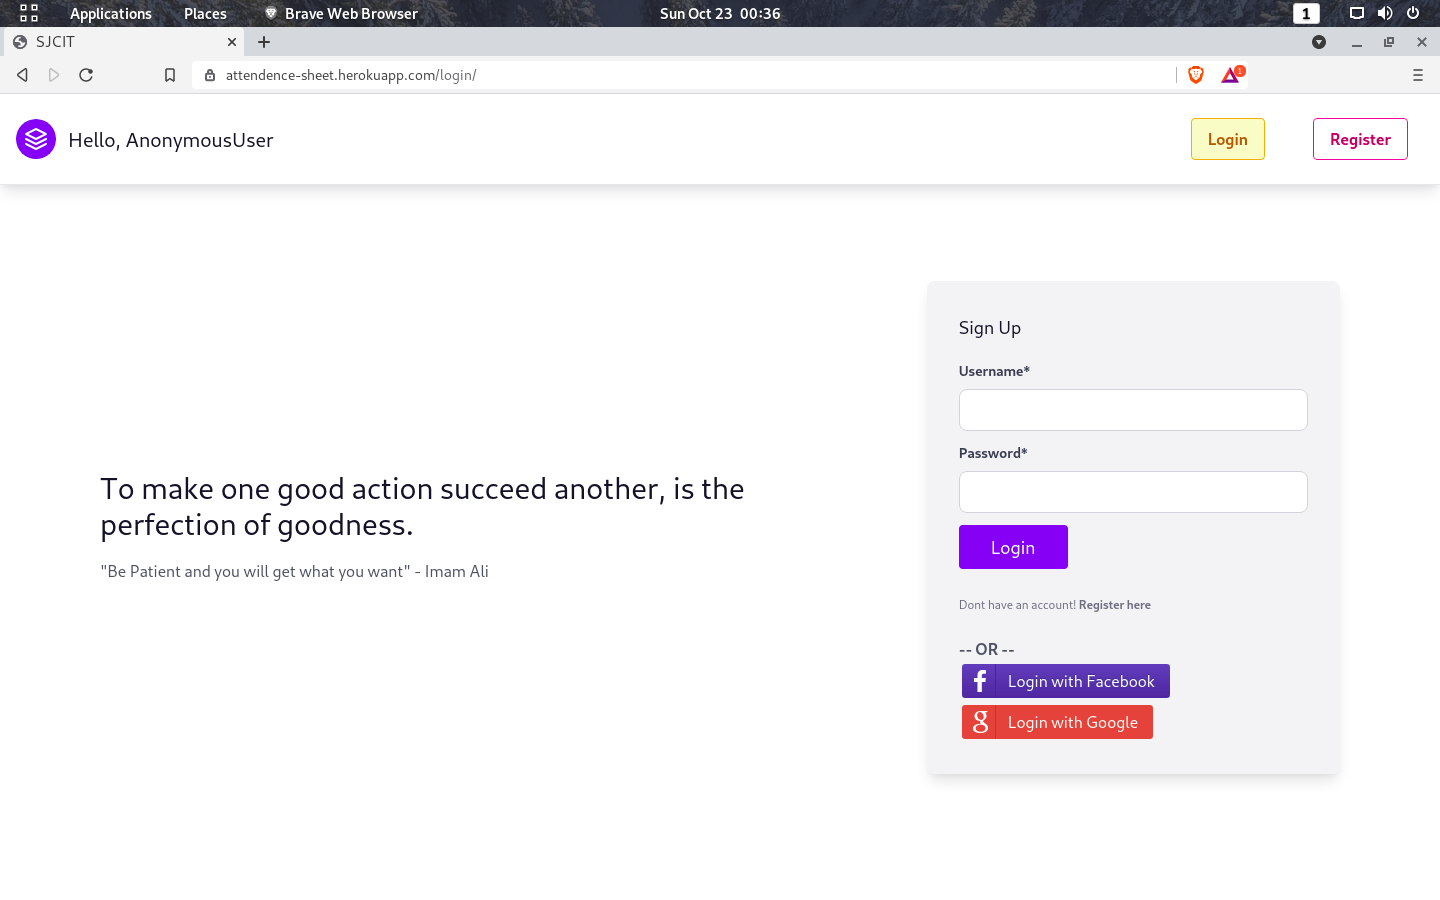 Applications Places Brave Web Browser Sun Oct 23 00:36 1
SJCIT
attendence-sheet.herokuapp.com/login/ 1
Hello, AnonymousUser Login Register
To make one good action succeed another, is the
perfection of goodness.
"Be Patient and you will get what you want" - Imam Ali
Sign Up
Username*
Password*
Login
Dont have an account! Register here
-- OR --
f Login with Facebook
g Login with Google